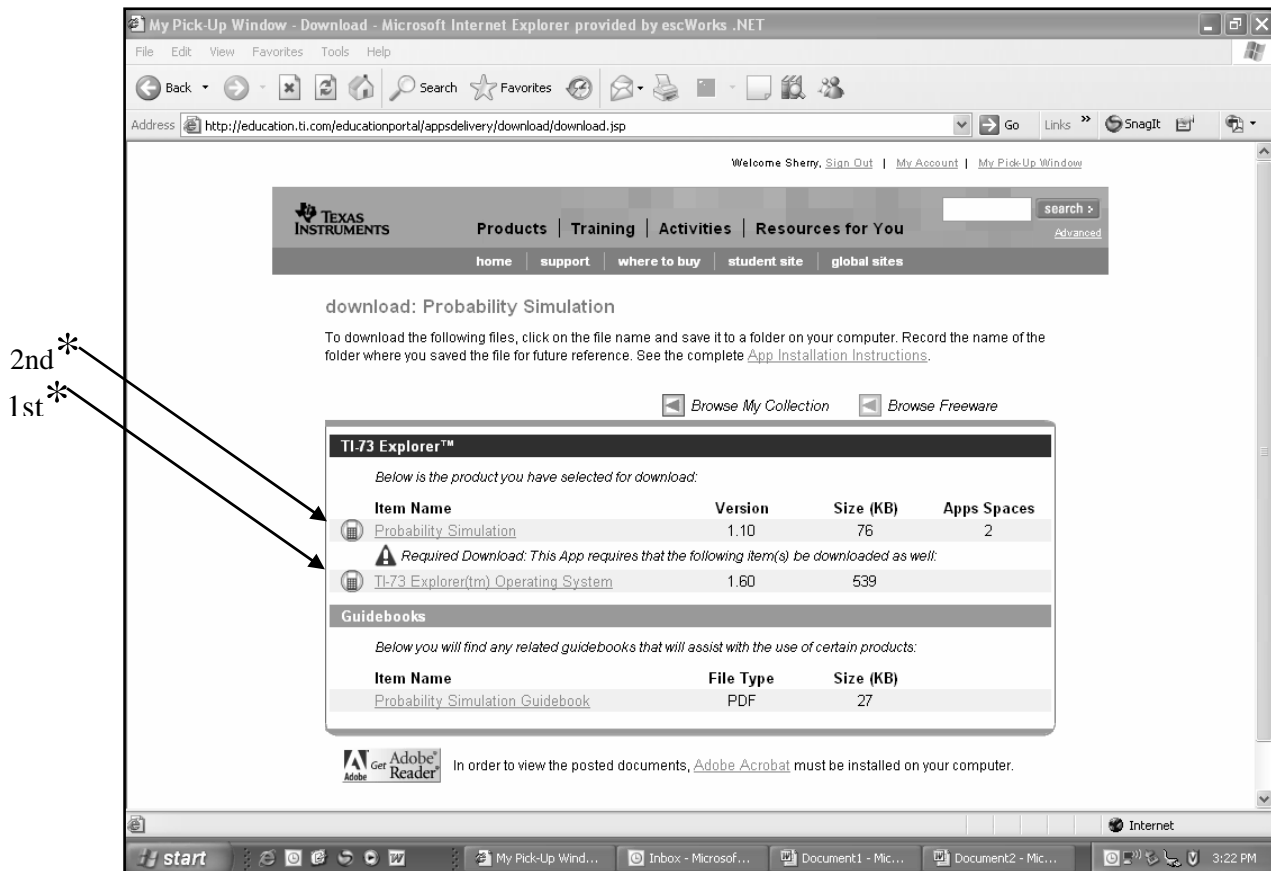 My Pick-Up Window - Download - Microsoft Internet Explorer provided by escWorks .NET
File Edit View Favorites Tools Help
Back Search Favorites
Address http://education.ti.com/educationportal/appsdelivery/download/download.jsp Go Links » SnagIt
Welcome Sherry, Sign Out | My Account | My Pick-Up Window
TEXAS INSTRUMENTS
search >
Products | Training | Activities | Resources for You
Advanced
home | support | where to buy | student site | global sites
download: Probability Simulation
To download the following files, click on the file name and save it to a folder on your computer. Record the name of the
folder where you saved the file for future reference. See the complete App Installation Instructions.
2nd*
1st*
Browse My Collection Browse Freeware
TI-73 Explorer™
Below is the product you have selected for download:
Item Name Version Size (KB) Apps Spaces
Probability Simulation 1.10 76 2
Required Download: This App requires that the following item(s) be downloaded as well:
TI-73 Explorer(tm) Operating System 1.60 539
Guidebooks
Below you will find any related guidebooks that will assist with the use of certain products:
Item Name File Type Size (KB)
Probability Simulation Guidebook PDF 27
Adobe Get Adobe® Reader® In order to view the posted documents, Adobe Acrobat must be installed on your computer.
Internet
start My Pick-Up Wind... Inbox - Microsof... Document1 - Mic... Document2 - Mic... 3:22 PM